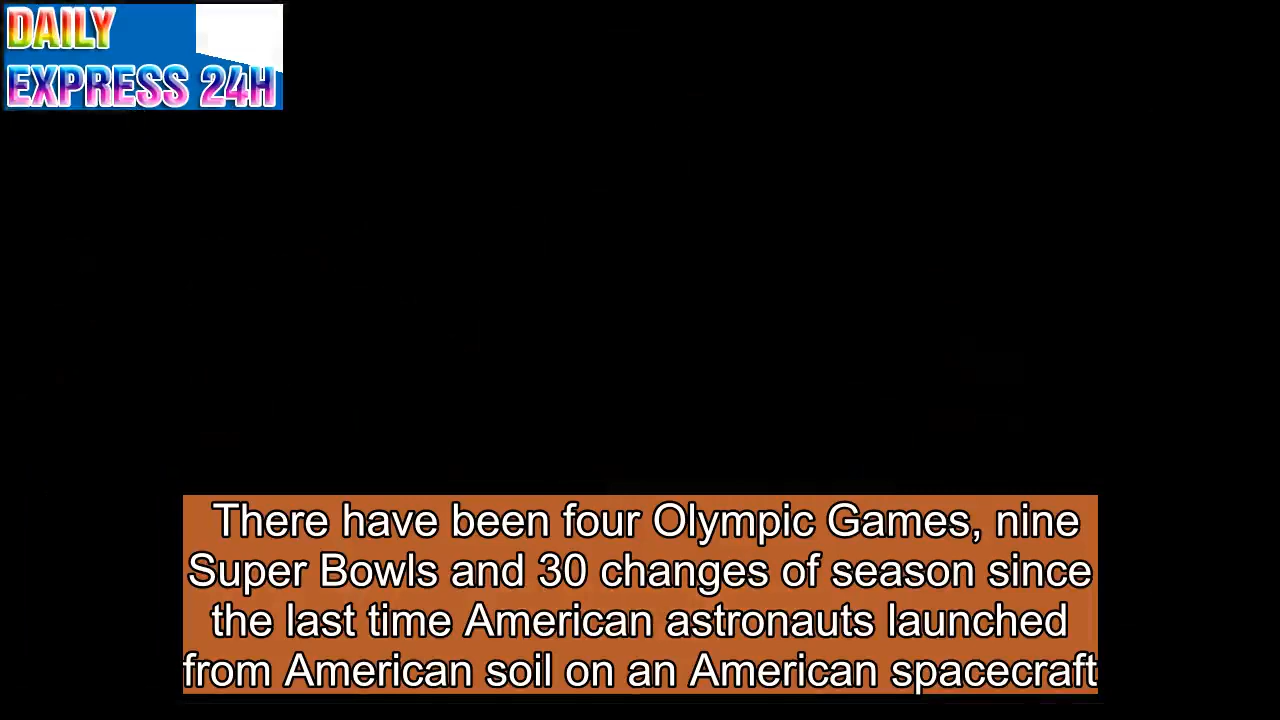 DAILY
EXPRESS 24H
There have been four Olympic Games, nine
Super Bowls and 30 changes of season since
the last time American astronauts launched
from American soil on an American spacecraft